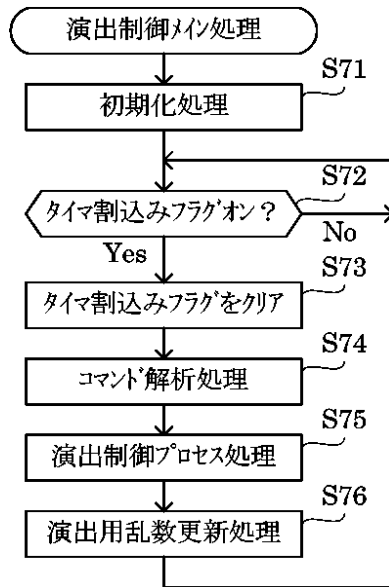 演出制御メイン処理
S71
初期化処理
S72
タイマ割込みフラグオン？
No
Yes
S73
タイマ割込みフラグをクリア
S74
コマンド解析処理
S75
演出制御プロセス処理
S76
演出用乱数更新処理